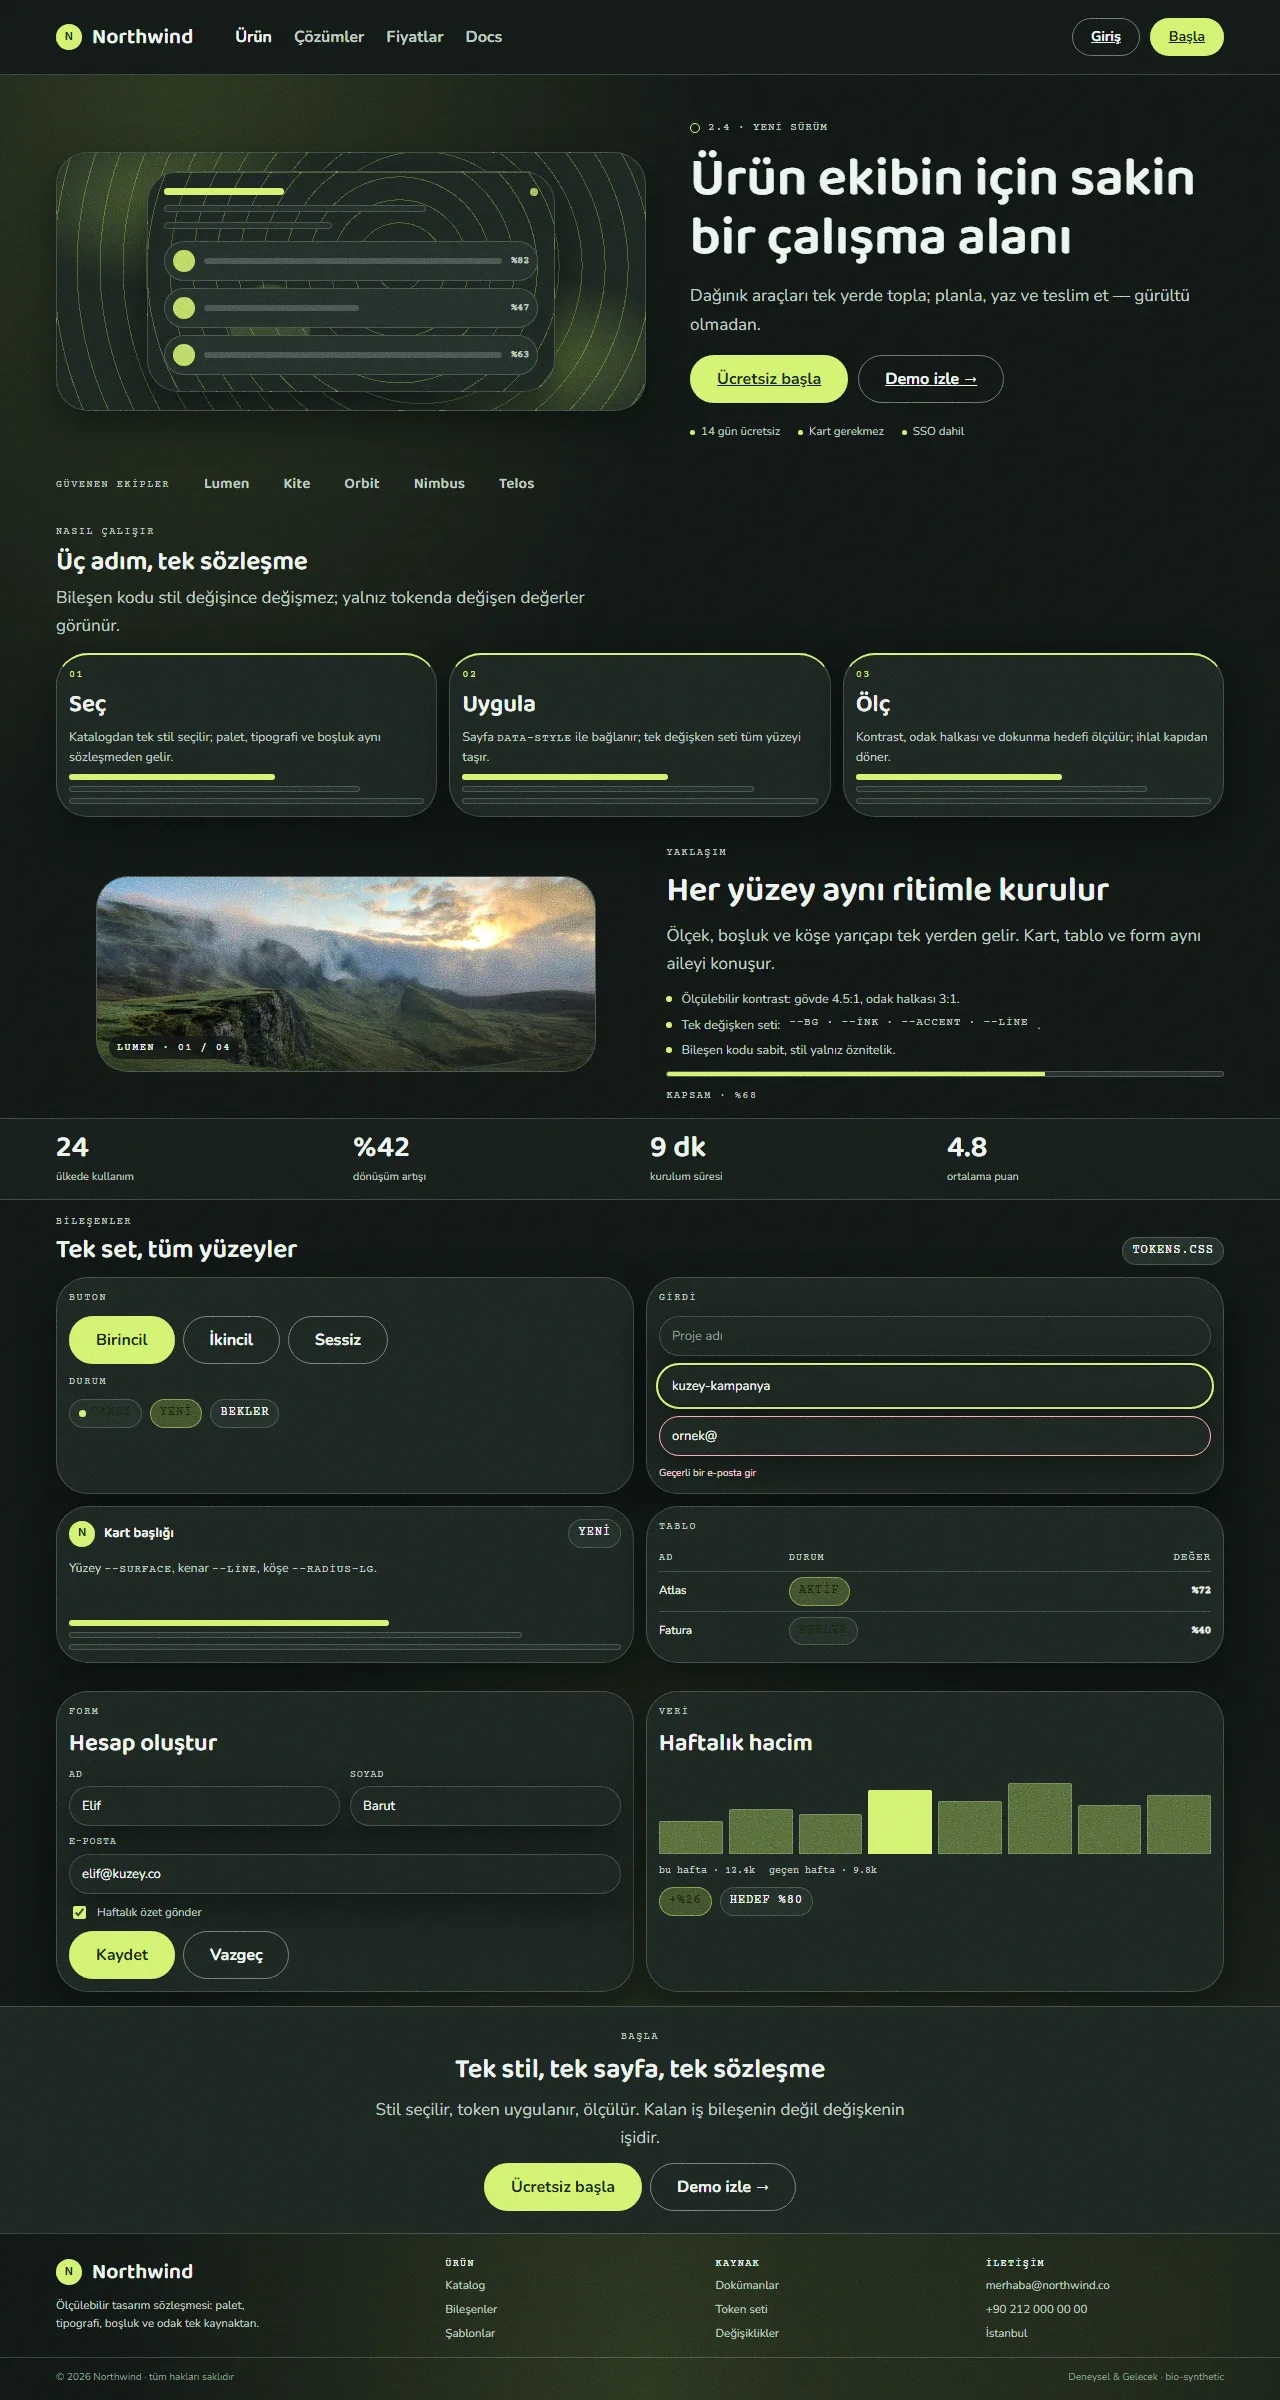 N Northwind Ürün Çözümler Fiyatlar Docs Giriş Başla
%82
%47
%63
2.4 · YENİ SÜRÜM
Ürün ekibin için sakin
bir çalışma alanı
Dağınık araçları tek yerde topla; planla, yaz ve teslim et — gürültü
olmadan.
Ücretsiz başla Demo izle →
14 gün ücretsiz Kart gerekmez SSO dahil
GÜVENEN EKİPLER Lumen Kite Orbit Nimbus Telos
NASIL ÇALIŞIR
Üç adım, tek sözleşme
Bileşen kodu stil değişince değişmez; yalnız tokenda değişen değerler
görünür.
01
Seç
Katalogdan tek stil seçilir; palet, tipografi ve boşluk aynı
sözleşmeden gelir.
02
Uygula
Sayfa DATA-STYLE ile bağlanır; tek değişken seti tüm yüzeyi
taşır.
03
Ölç
Kontrast, odak halkası ve dokunma hedefi ölçülür; ihlal kapıdan
döner.
LUMEN · 01 / 04
YAKLAŞIM
Her yüzey aynı ritimle kurulur
Ölçek, boşluk ve köşe yarıçapı tek yerden gelir. Kart, tablo ve form aynı
aileyi konuşur.
Ölçülebilir kontrast: gövde 4.5:1, odak halkası 3:1.
Tek değişken seti: --BG · --İNK · --ACCENT · --LİNE .
Bileşen kodu sabit, stil yalnız öznitelik.
KAPSAM · %68
24
ülkede kullanım
%42
dönüşüm artışı
9 dk
kurulum süresi
4.8
ortalama puan
BİLEŞENLER
Tek set, tüm yüzeyler
TOKENS.CSS
BUTON
Birincil İkincil Sessiz
DURUM
CANLI YENİ BEKLER
GİRDİ
Proje adı
kuzey-kampanya
ornek@
Geçerli bir e-posta gir
N Kart başlığı YENİ
Yüzey --SURFACE, kenar --LİNE, köşe --RADİUS-LG.
TABLO
AD DURUM DEĞER
Atlas AKTİF %72
Fatura BEKLER %40
FORM
Hesap oluştur
AD SOYAD
Elif Barut
E-POSTA
elif@kuzey.co
Haftalık özet gönder
Kaydet Vazgeç
VERİ
Haftalık hacim
bu hafta · 12.4k geçen hafta · 9.8k
+%26 HEDEF %80
BAŞLA
Tek stil, tek sayfa, tek sözleşme
Stil seçilir, token uygulanır, ölçülür. Kalan iş bileşenin değil değişkenin
işidir.
Ücretsiz başla Demo izle →
N Northwind
Ölçülebilir tasarım sözleşmesi: palet,
tipografi, boşluk ve odak tek kaynaktan.
ÜRÜN
Katalog
Bileşenler
Şablonlar
KAYNAK
Dokümanlar
Token seti
Değişiklikler
İLETİŞİM
merhaba@northwind.co
+90 212 000 00 00
İstanbul
© 2026 Northwind · tüm hakları saklıdır
Deneysel & Gelecek · bio-synthetic